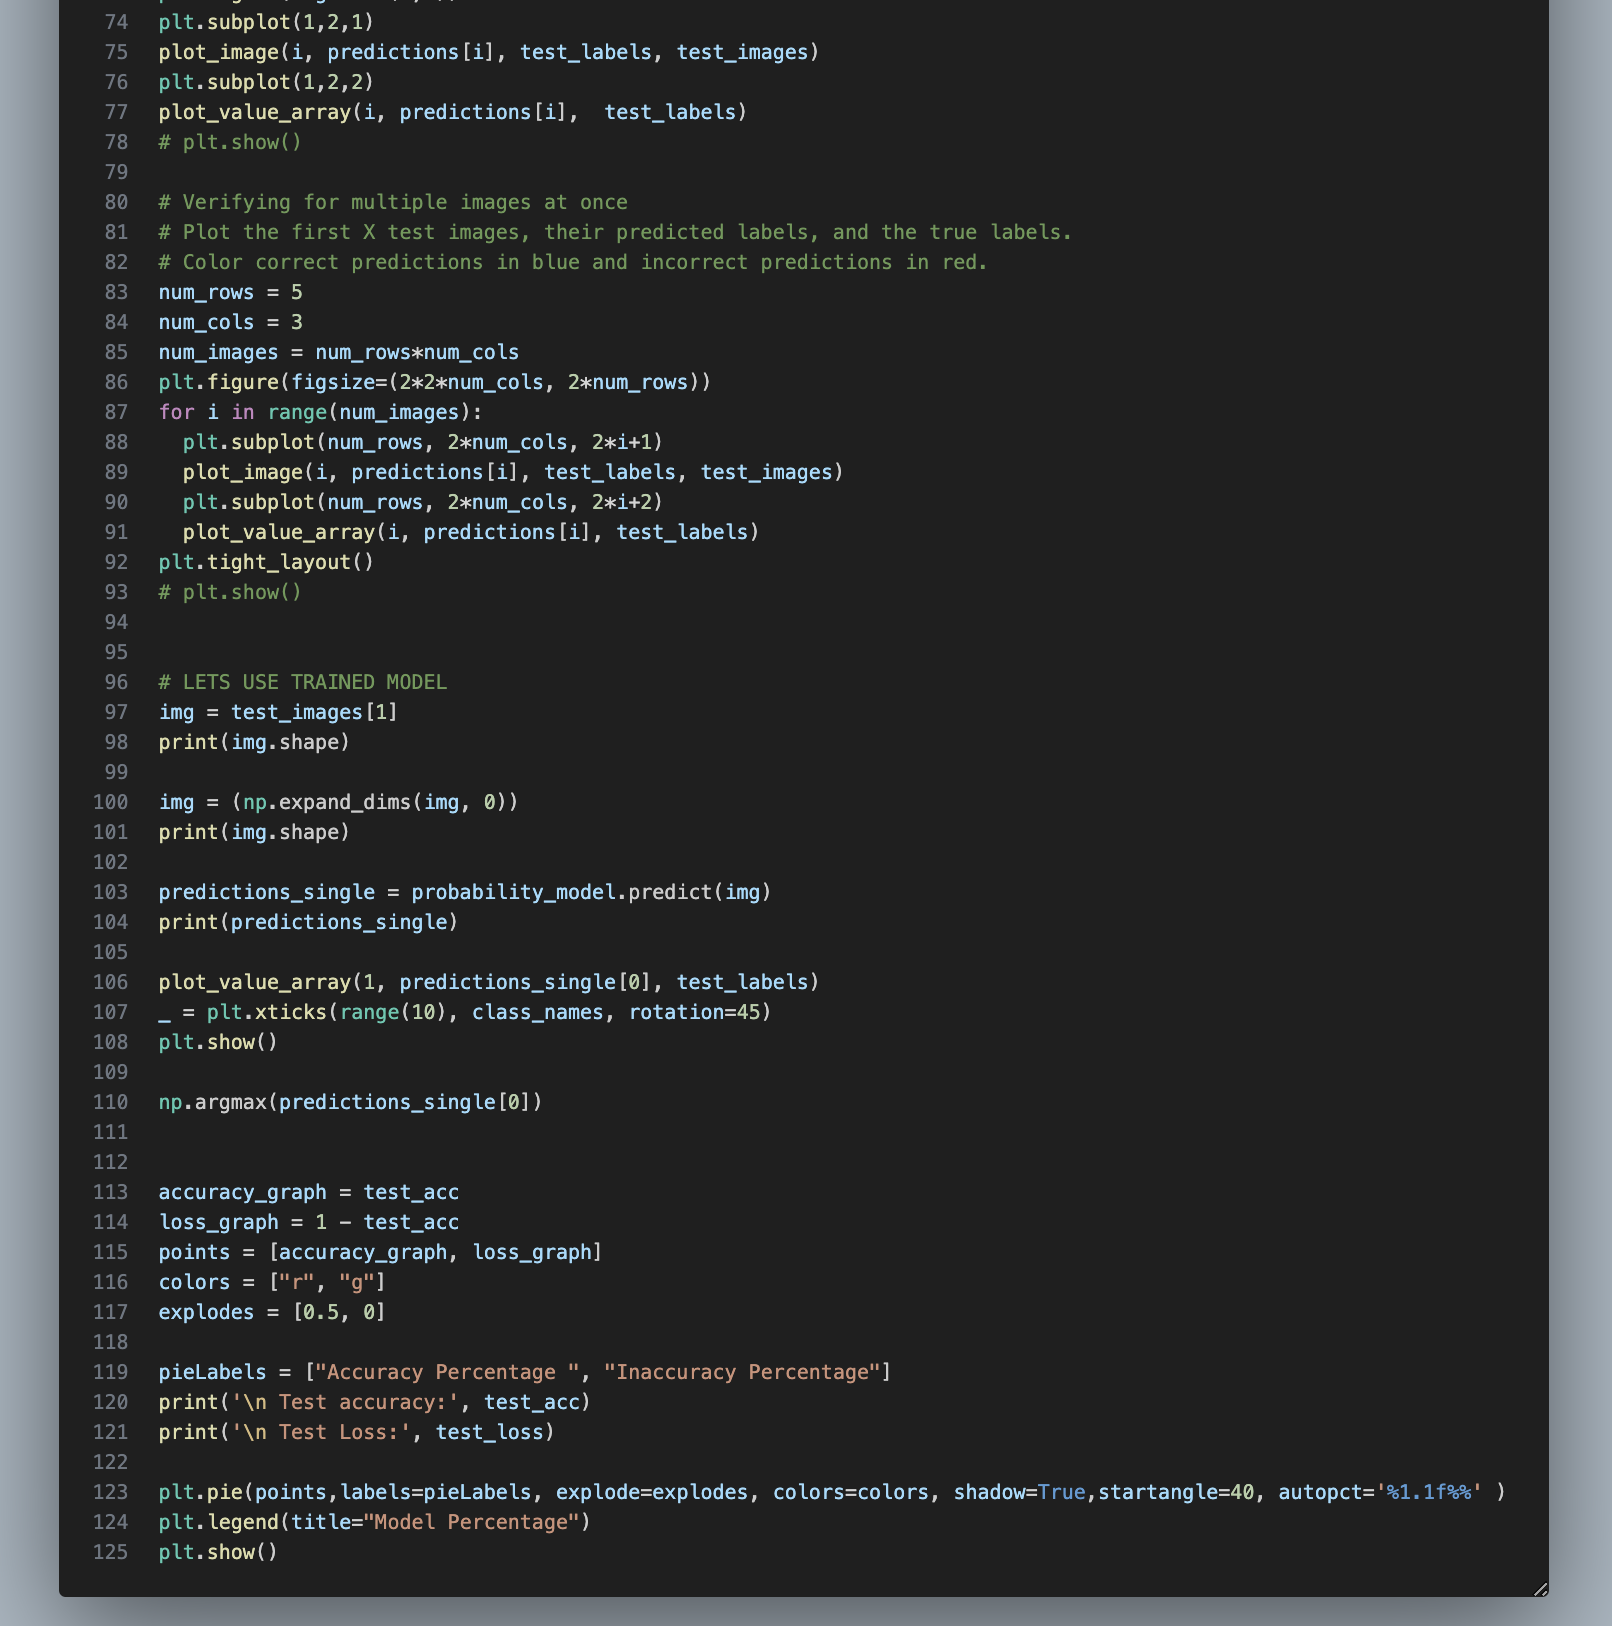 74 plt.subplot(1,2,1)
75 plot_image(i, predictions[i], test_labels, test_images)
76 plt.subplot(1,2,2)
77 plot_value_array(i, predictions[i],  test_labels)
78 # plt.show()
79
80 # Verifying for multiple images at once
81 # Plot the first X test images, their predicted labels, and the true labels.
82 # Color correct predictions in blue and incorrect predictions in red.
83 num_rows = 5
84 num_cols = 3
85 num_images = num_rows*num_cols
86 plt.figure(figsize=(2*2*num_cols, 2*num_rows))
87 for i in range(num_images):
88   plt.subplot(num_rows, 2*num_cols, 2*i+1)
89   plot_image(i, predictions[i], test_labels, test_images)
90   plt.subplot(num_rows, 2*num_cols, 2*i+2)
91   plot_value_array(i, predictions[i], test_labels)
92 plt.tight_layout()
93 # plt.show()
94
95
96 # LETS USE TRAINED MODEL
97 img = test_images[1]
98 print(img.shape)
99
100 img = (np.expand_dims(img, 0))
101 print(img.shape)
102
103 predictions_single = probability_model.predict(img)
104 print(predictions_single)
105
106 plot_value_array(1, predictions_single[0], test_labels)
107 _ = plt.xticks(range(10), class_names, rotation=45)
108 plt.show()
109
110 np.argmax(predictions_single[0])
111
112
113 accuracy_graph = test_acc
114 loss_graph = 1 - test_acc
115 points = [accuracy_graph, loss_graph]
116 colors = ["r", "g"]
117 explodes = [0.5, 0]
118
119 pieLabels = ["Accuracy Percentage ", "Inaccuracy Percentage"]
120 print('\n Test accuracy:', test_acc)
121 print('\n Test Loss:', test_loss)
122
123 plt.pie(points,labels=pieLabels, explode=explodes, colors=colors, shadow=True,startangle=40, autopct='%1.1f%%' )
124 plt.legend(title="Model Percentage")
125 plt.show()